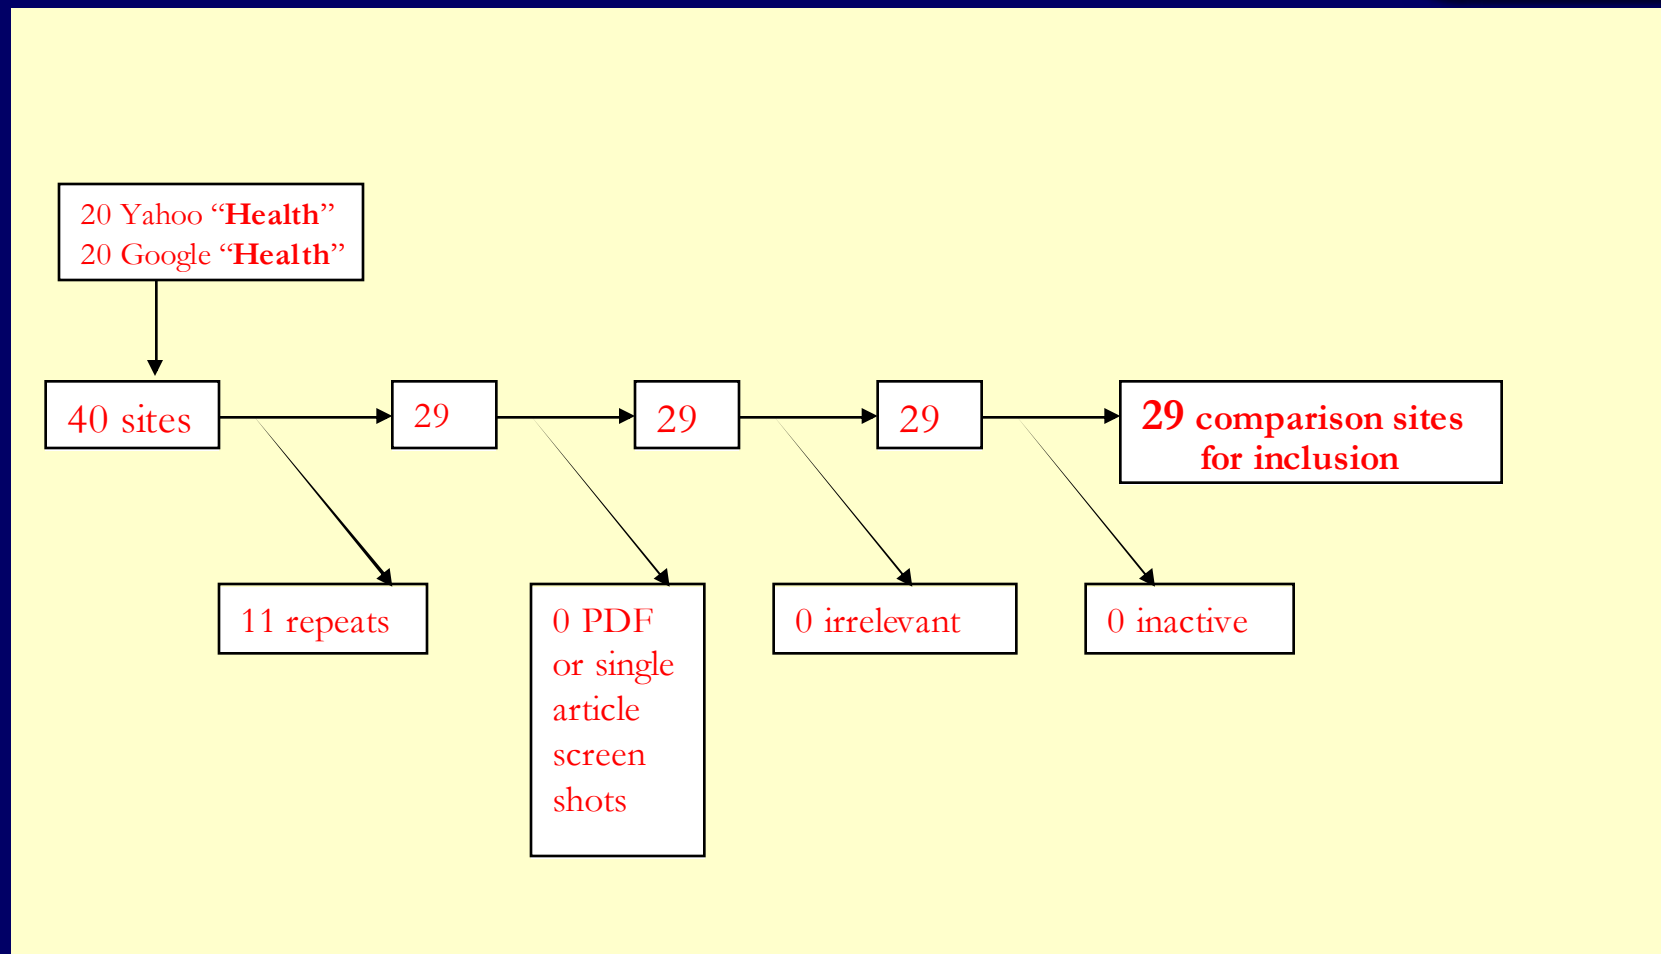 20 Yahoo “Health”
20 Google “Health”
40 sites
29
29
29
29 comparison sites
for inclusion
11 repeats
0 PDF
or single
article
screen
shots
0 irrelevant
0 inactive